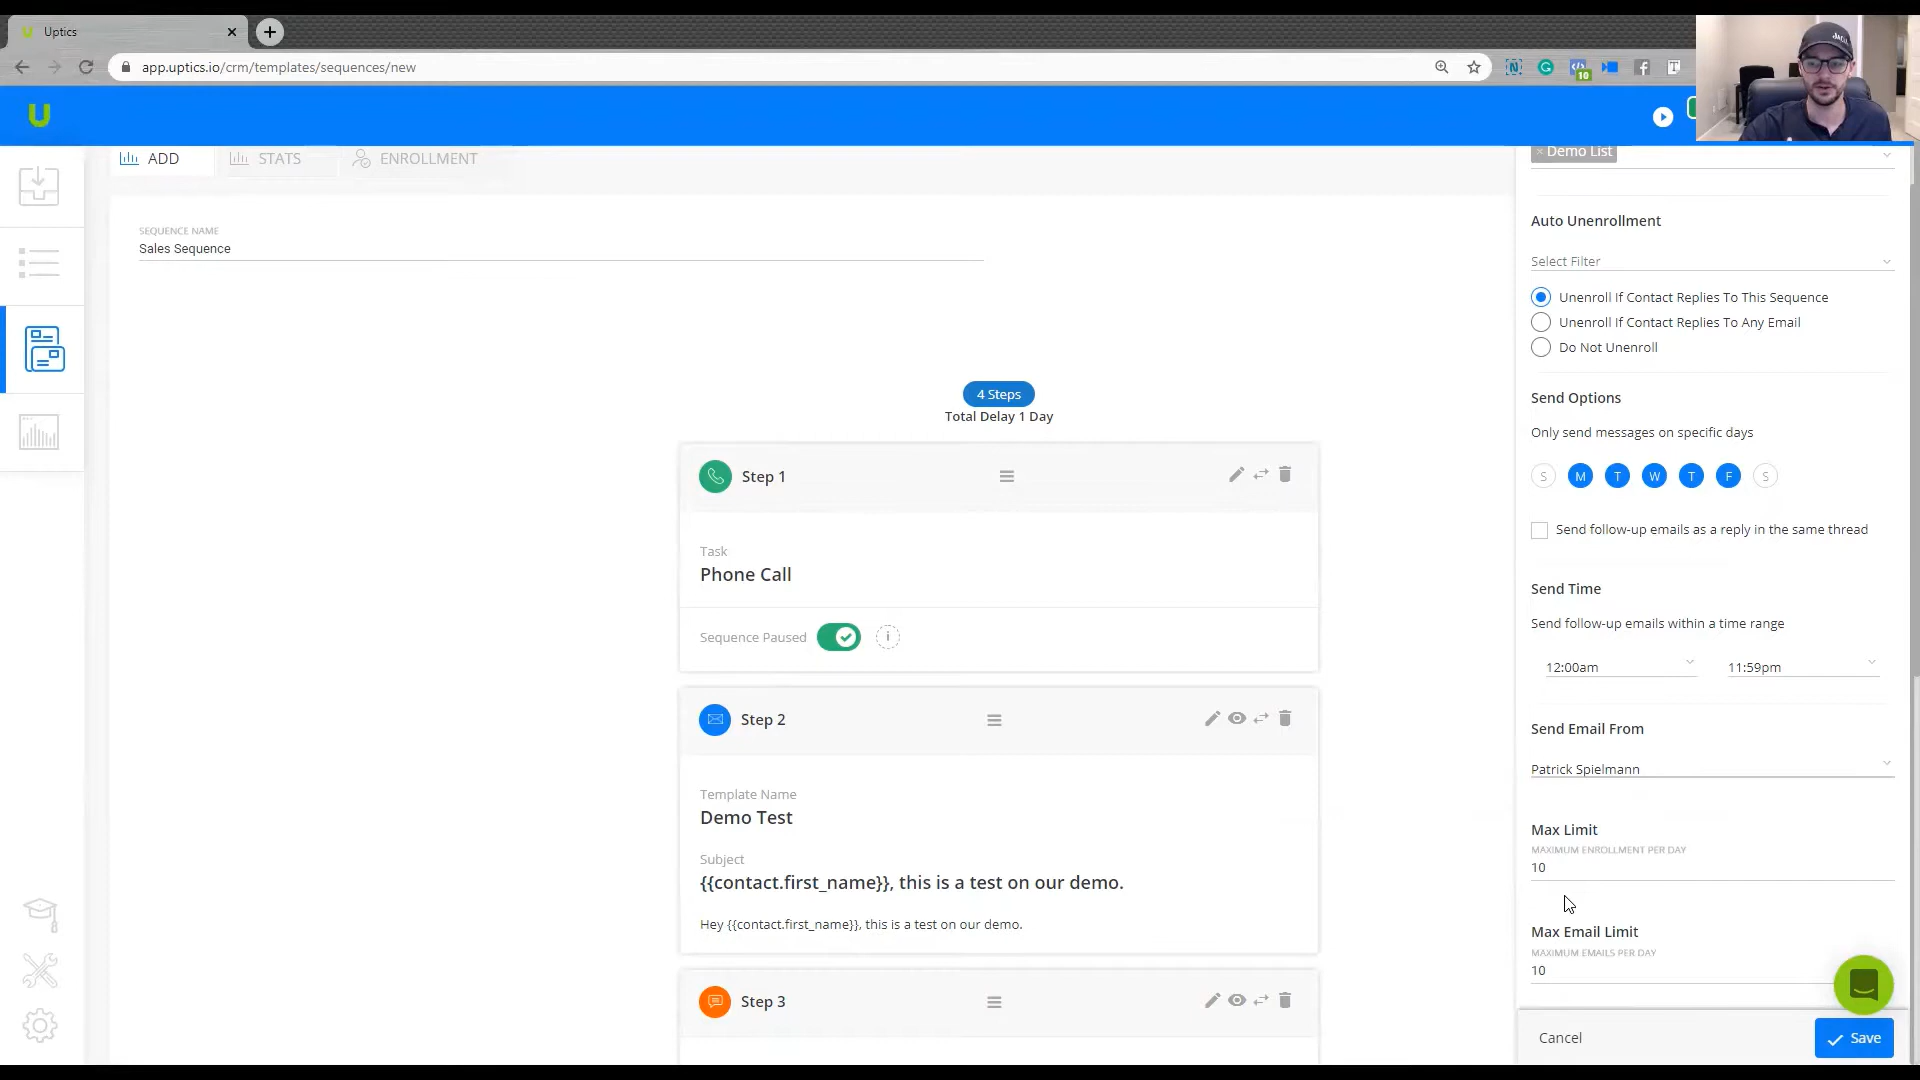 Uptics
app.uptics.io/crm/templates/sequences/new
10
ADD
STATS
ENROLLMENT
SEQUENCE NAME
Sales Sequence
4 Steps
Total Delay 1 Day
Step 1
Task
Phone Call
Sequence Paused
Step 2
Template Name
Demo Test
Subject
{{contact.first_name}}, this is a test on our demo.
Hey {{contact.first_name}}, this is a test on our demo.
Step 3
× Demo List
Auto Unenrollment
Select Filter
Unenroll If Contact Replies To This Sequence
Unenroll If Contact Replies To Any Email
Do Not Unenroll
Send Options
Only send messages on specific days
S M T W T F S
Send follow-up emails as a reply in the same thread
Send Time
Send follow-up emails within a time range
12:00am 11:59pm
Send Email From
Patrick Spielmann
Max Limit
MAXIMUM ENROLLMENT PER DAY
10
Max Email Limit
MAXIMUM EMAILS PER DAY
10
Cancel
Save